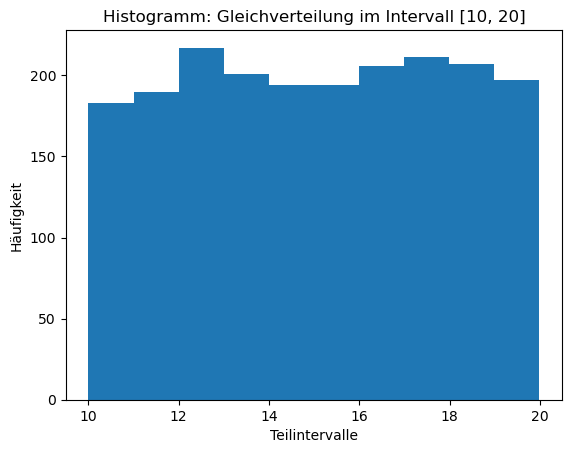 Histogramm: Gleichverteilung im Intervall [10, 20]
Häufigkeit
200
150
100
50
0
10 12 14 16 18 20
Teilintervalle